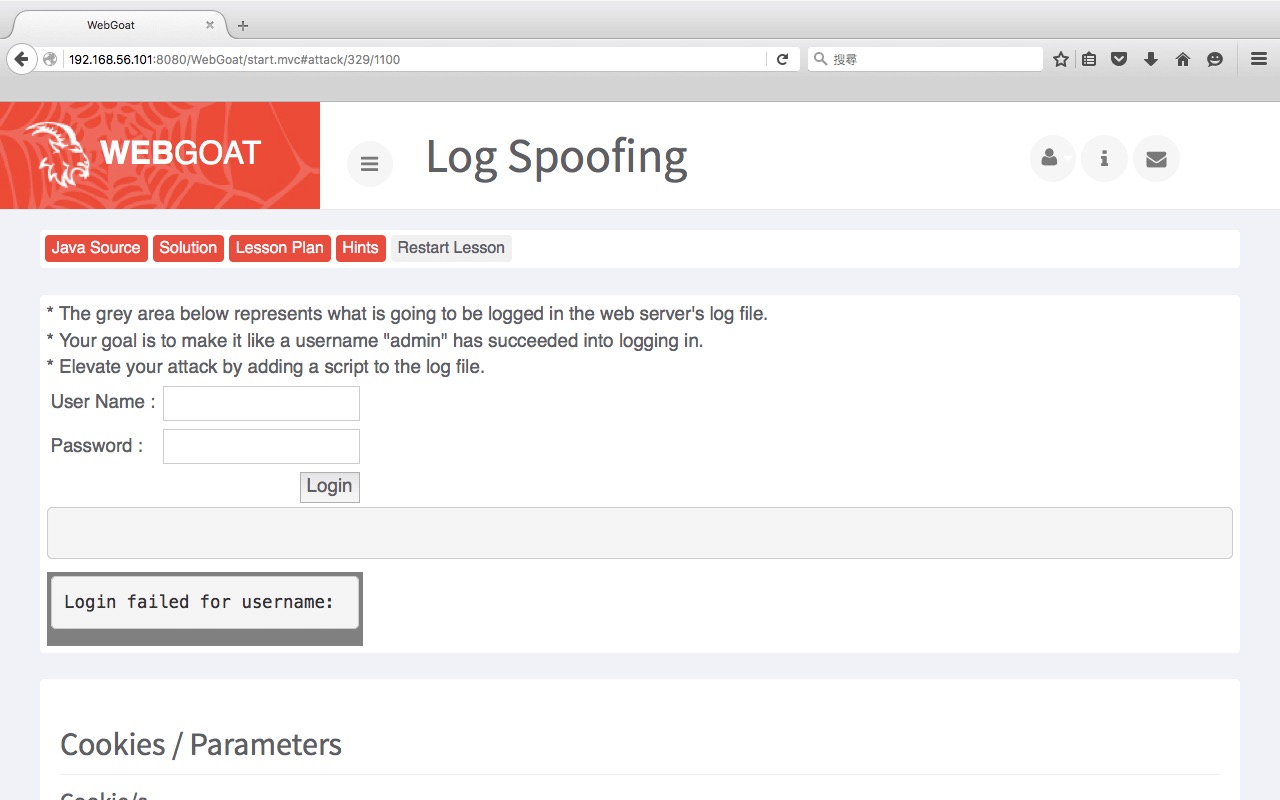 WebGoat
192.168.56.101:8080/WebGoat/start.mvc#attack/329/1100
搜尋
WEBGOAT
Log Spoofing
Java Source Solution Lesson Plan Hints Restart Lesson
* The grey area below represents what is going to be logged in the web server's log file.
* Your goal is to make it like a username "admin" has succeeded into logging in.
* Elevate your attack by adding a script to the log file.
User Name :
Password :
Login
Login failed for username:
Cookies / Parameters
Cookie/s